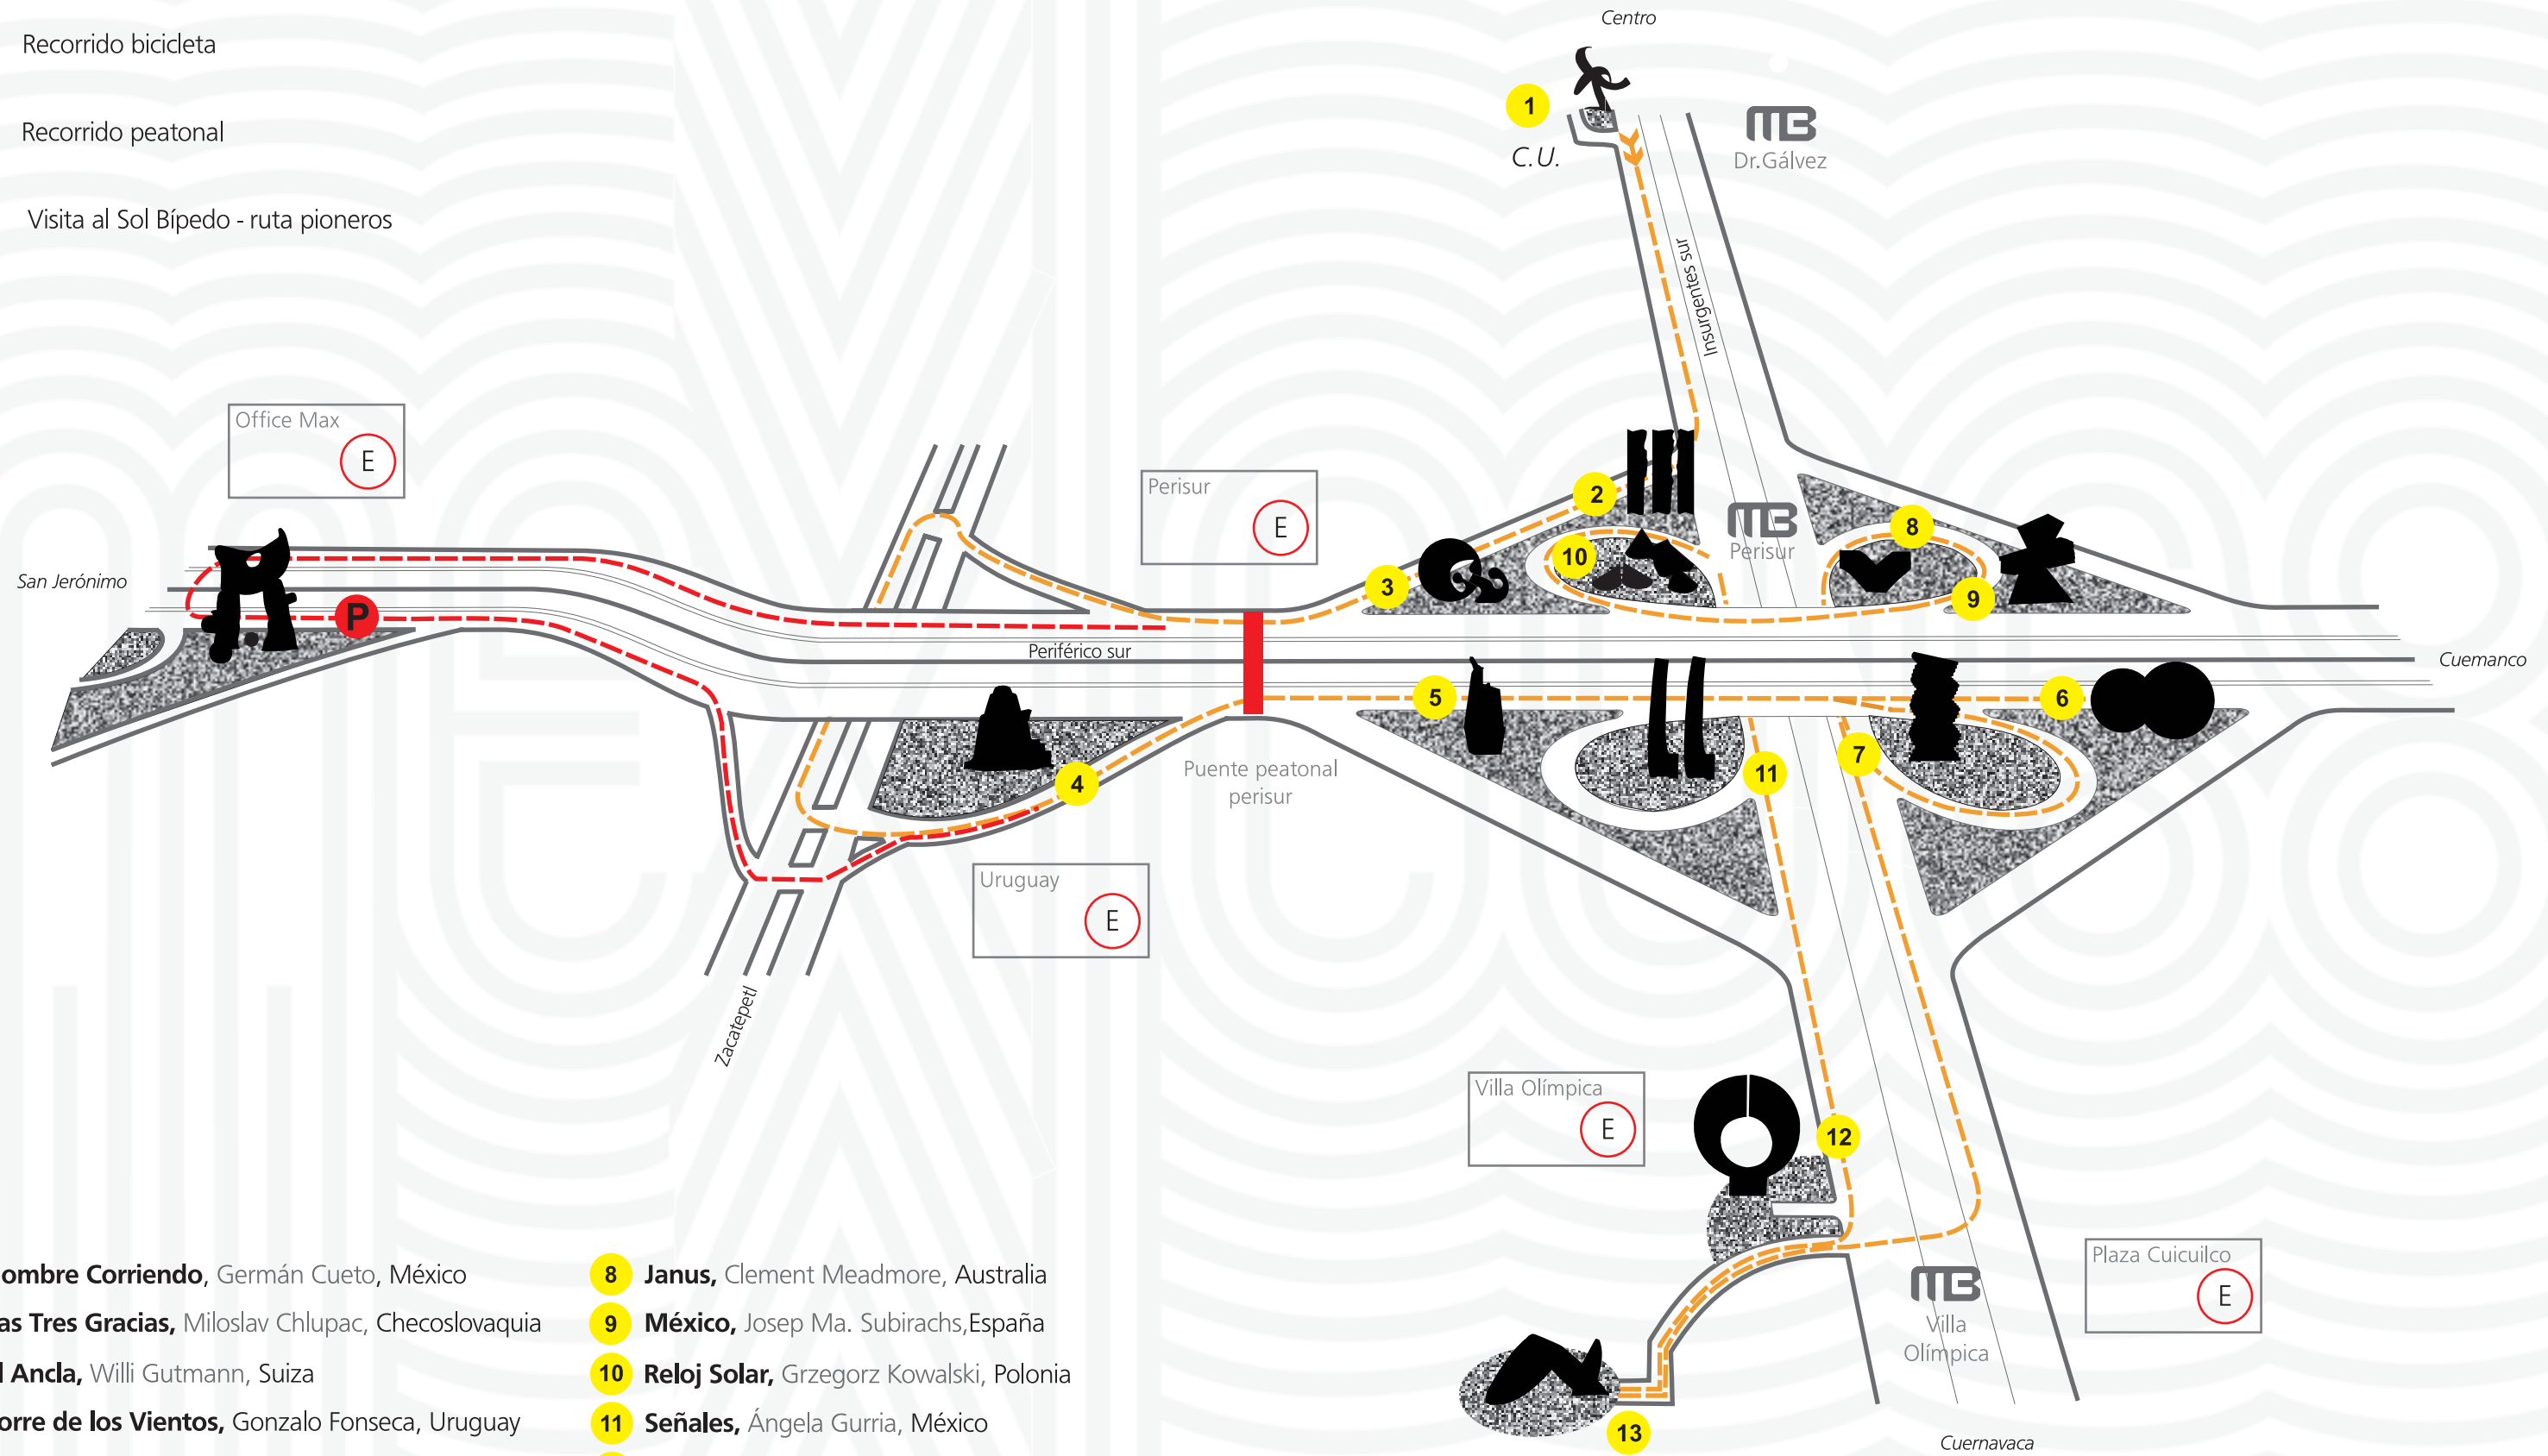 Recorrido bicicleta
Recorrido peatonal
Visita al Sol Bípedo - ruta pioneros
Centro
1
C.U.
MB
Dr.Gálvez
Insurgentes sur
Office Max
E
San Jerónimo
P
Perisur
E
2
3
10
MB
Perisur
8
9
Periférico sur
Cuemanco
5
6
4
11
7
Puente peatonal
perisur
Uruguay
E
Zacatepetl
Villa Olímpica
E
12
Plaza Cuicuilco
E
MB
Villa
Olímpica
13
Cuernavaca
ombre Corriendo, Germán Cueto, México
as Tres Gracias, Miloslav Chlupac, Checoslovaquia
l Ancla, Willi Gutmann, Suiza
orre de los Vientos, Gonzalo Fonseca, Uruguay
8 Janus, Clement Meadmore, Australia
9 México, Josep Ma. Subirachs,España
10 Reloj Solar, Grzegorz Kowalski, Polonia
11 Señales, Ángela Gurria, México